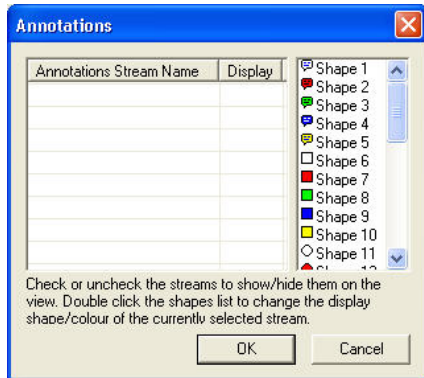 Annotations
Annotations Stream Name Display
Shape 1
Shape 2
Shape 3
Shape 4
Shape 5
Shape 6
Shape 7
Shape 8
Shape 9
Shape 10
Shape 11
Check or uncheck the streams to show/hide them on the
view. Double click the shapes list to change the display
shape/colour of the currently selected stream.
OK Cancel